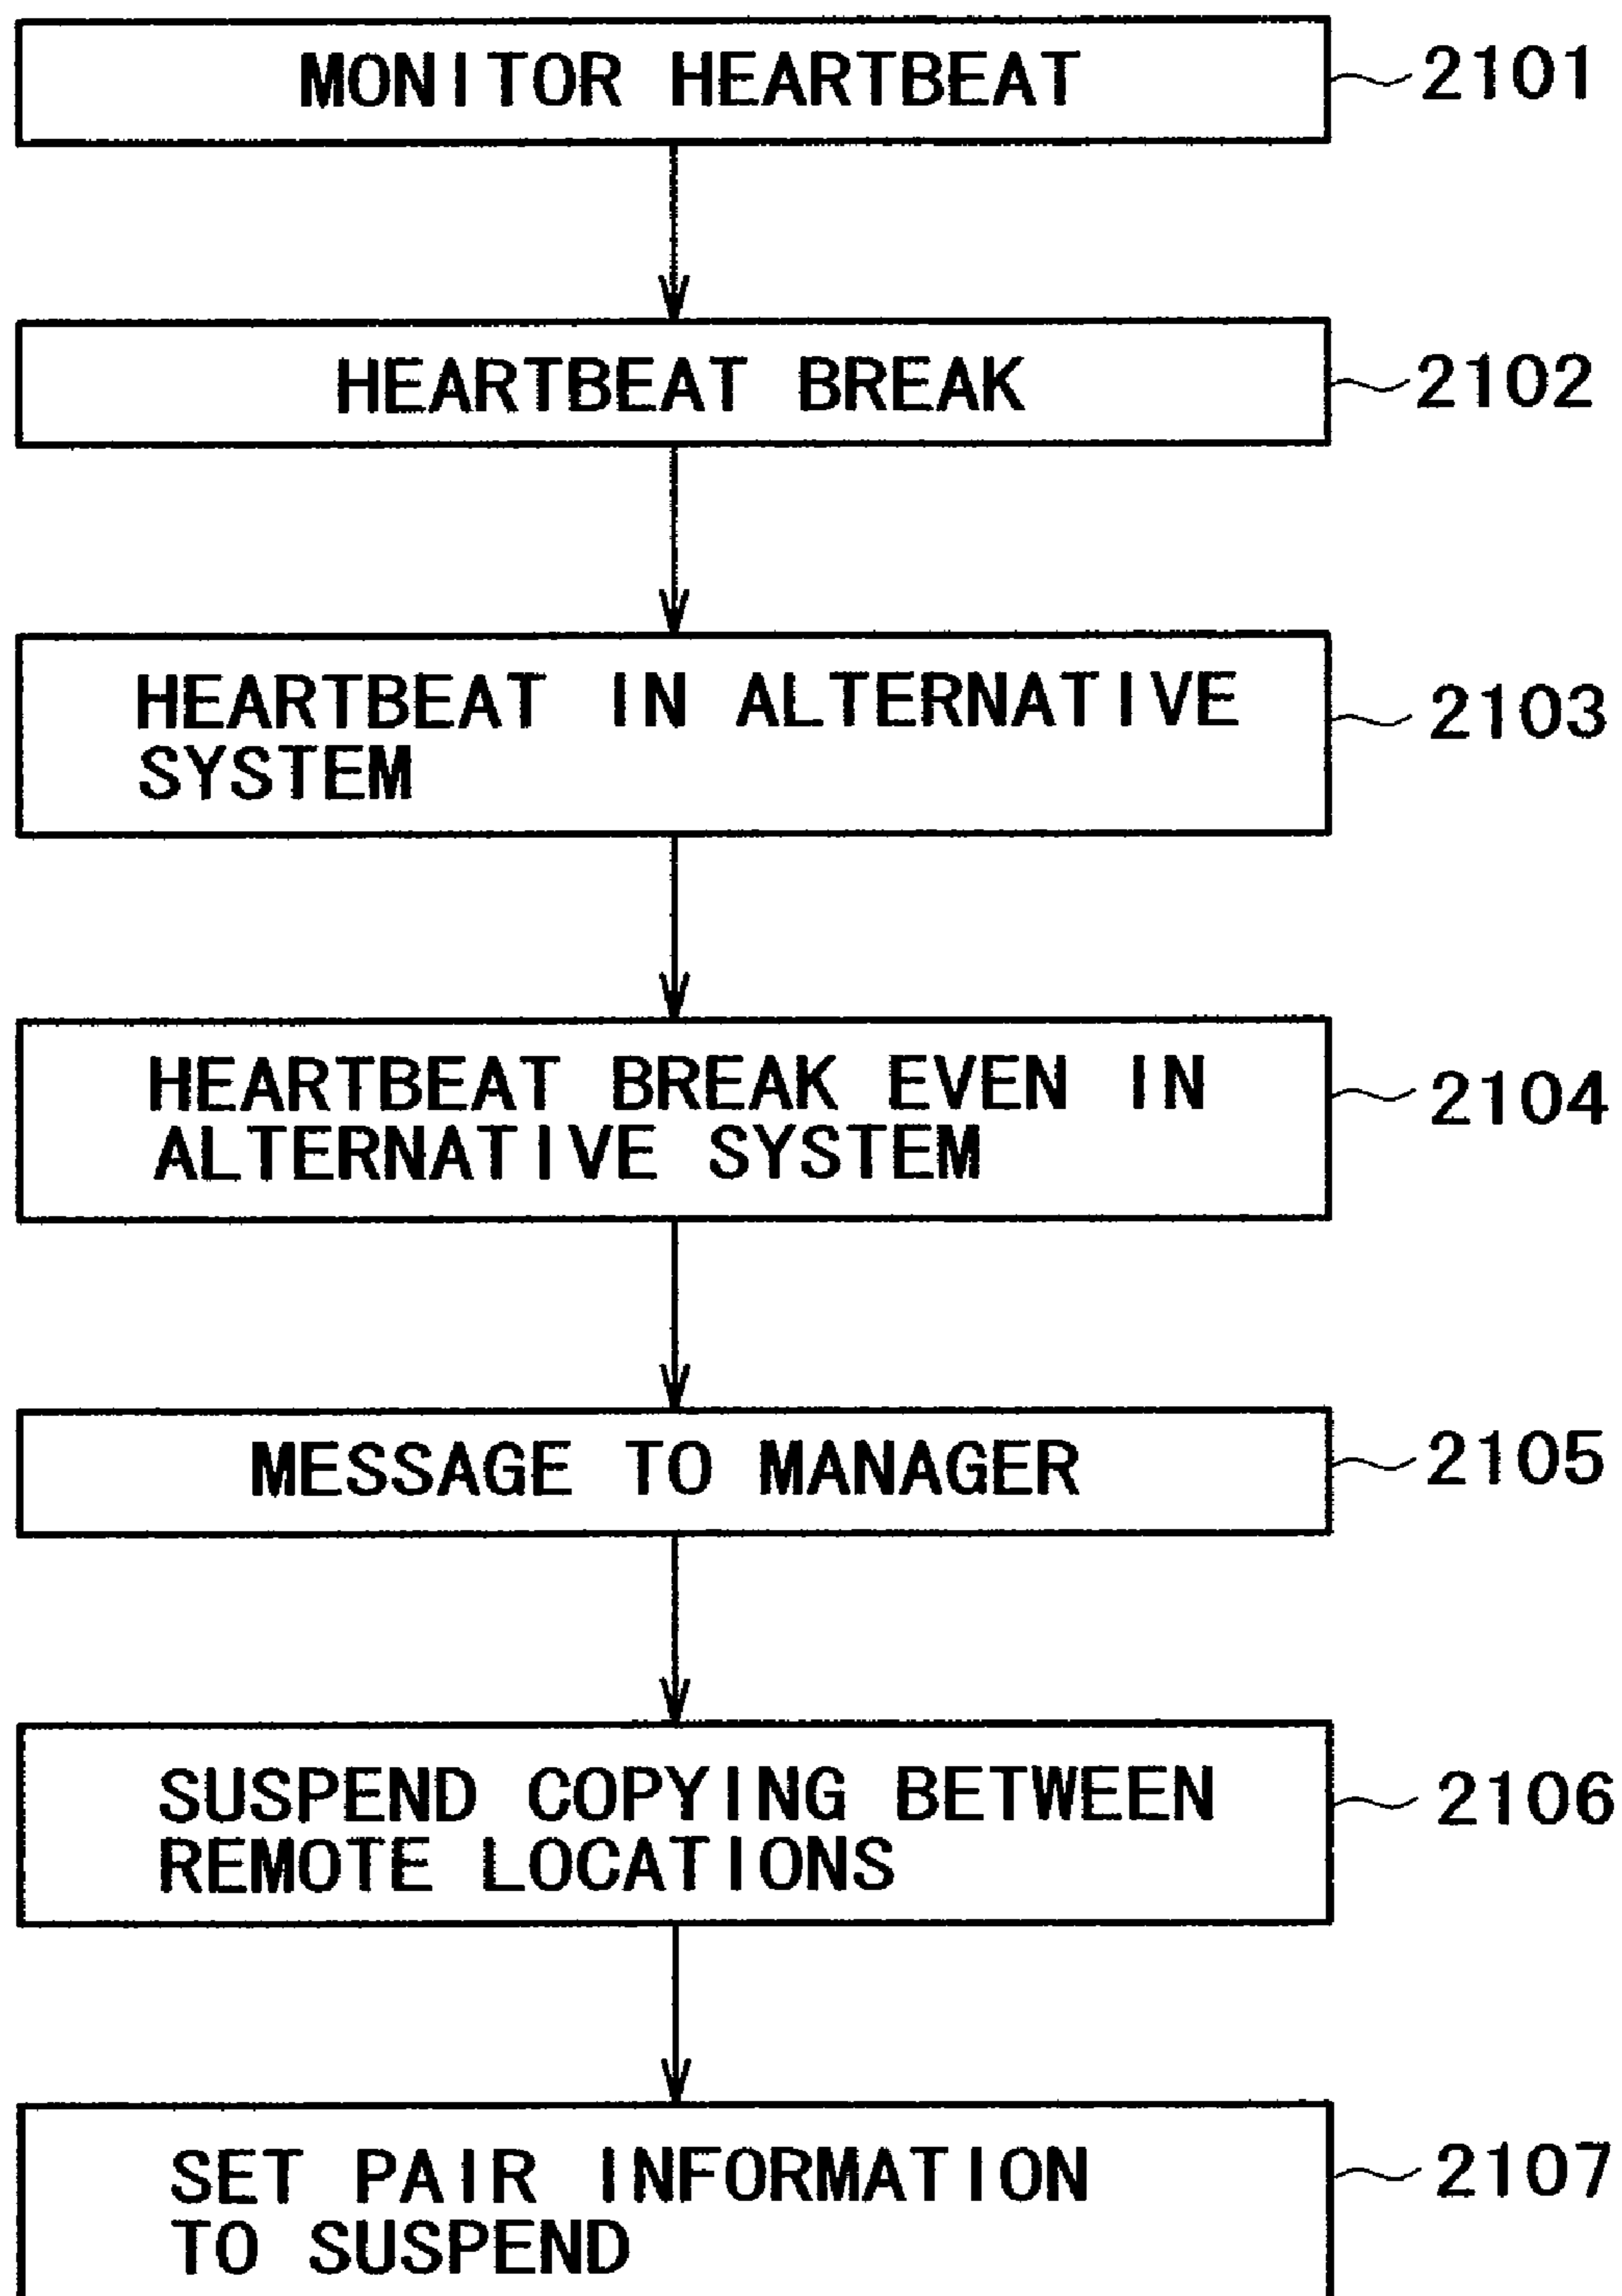 MONITOR HEARTBEAT 2101
HEARTBEAT BREAK 2102
HEARTBEAT IN ALTERNATIVE
SYSTEM
2103
HEARTBEAT BREAK EVEN IN
ALTERNATIVE SYSTEM
2104
MESSAGE TO MANAGER 2105
SUSPEND COPYING BETWEEN
REMOTE LOCATIONS
2106
SET PAIR INFORMATION
TO SUSPEND
2107